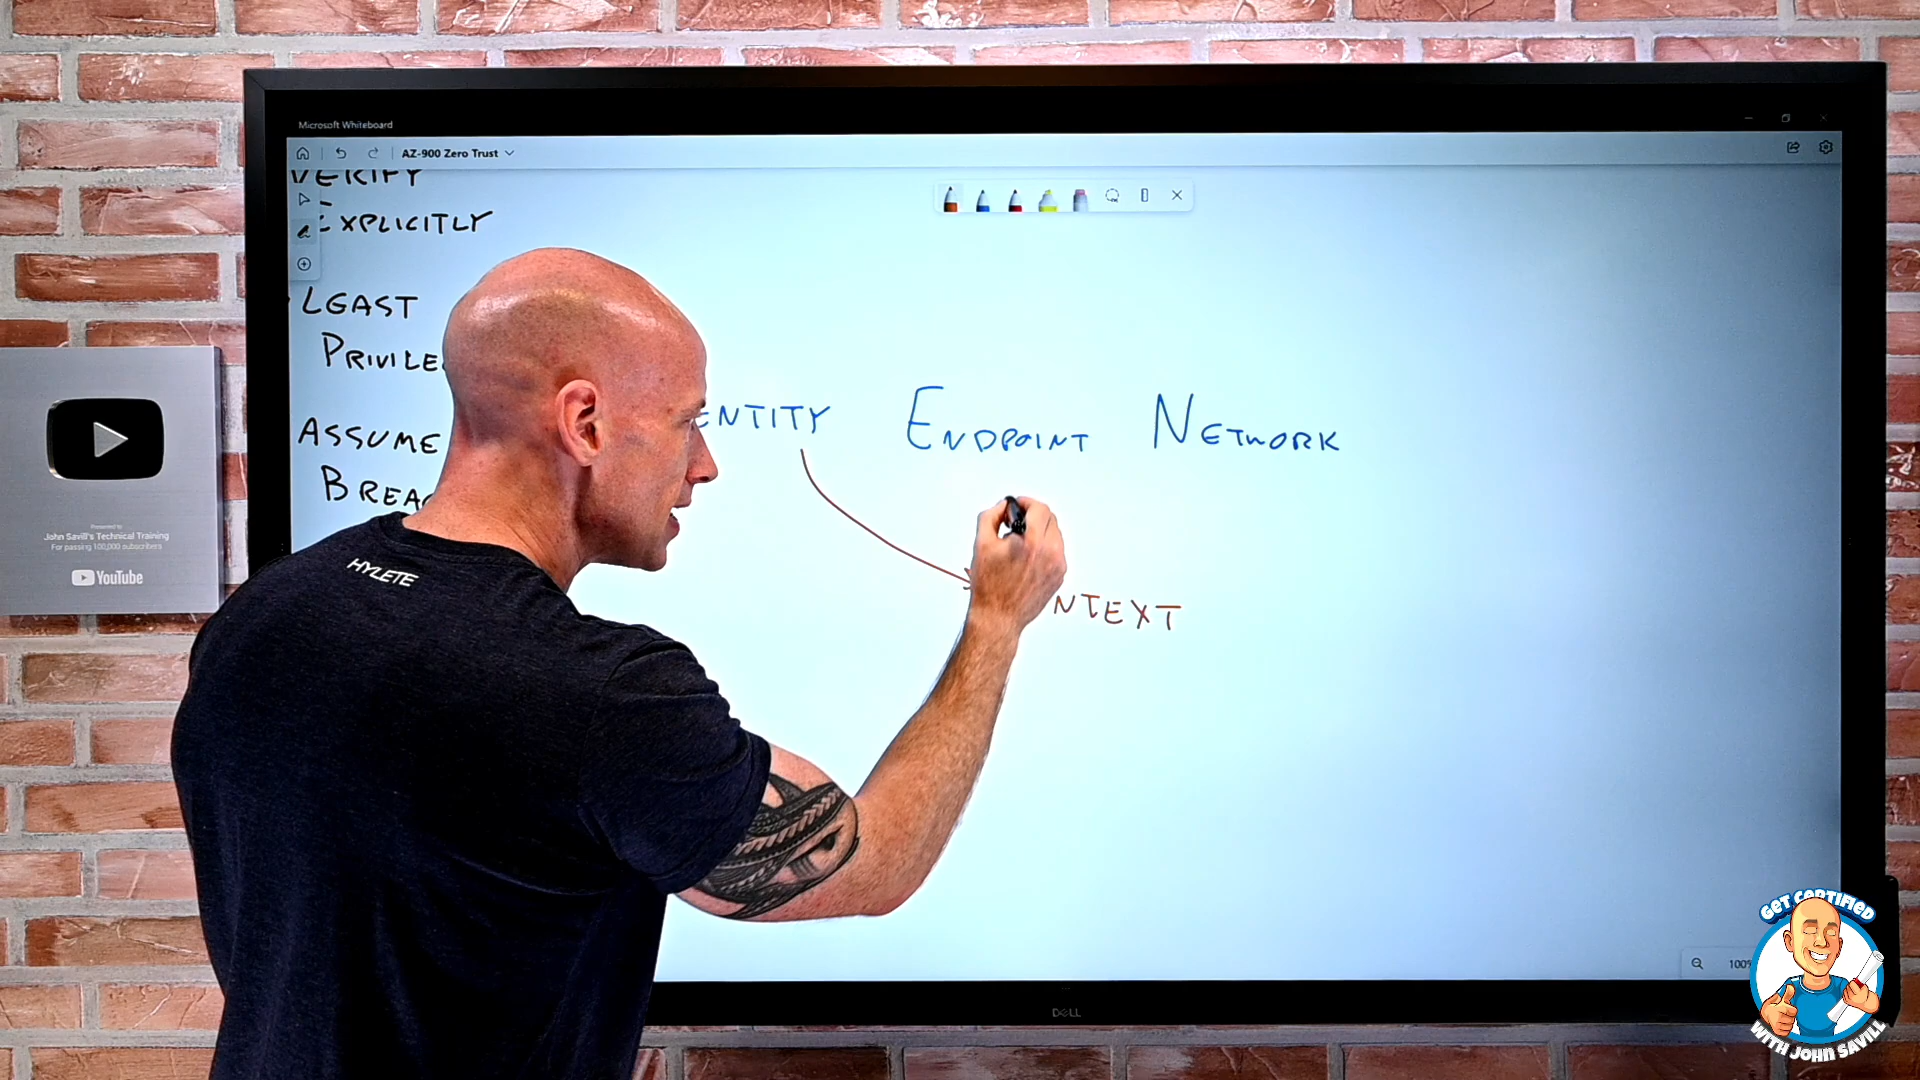 Microsoft Whiteboard
AZ-900 Zero Trust
VERIFY
EXPLICITLY
LEAST
PRIVILE
ASSUME
BREAC
ENTITY ENDPOINT NETWORK
NTEXT
HYLETE
Presented to
John Savill's Technical Training
For passing 100,000 subscribers
YouTube
100%
DELL
GET CERTIFIED
WITH JOHN SAVILL